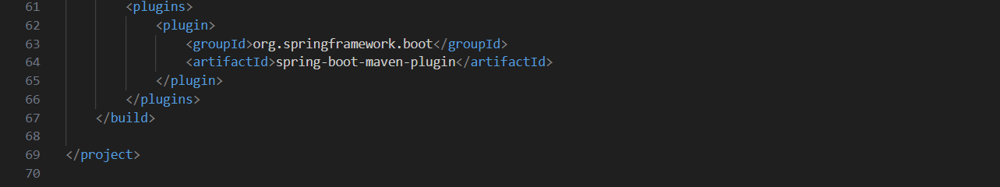 61 <plugins>
62 <plugin>
63 <groupId>org.springframework.boot</groupId>
64 <artifactId>spring-boot-maven-plugin</artifactId>
65 </plugin>
66 </plugins>
67 </build>
68
69 </project>
70